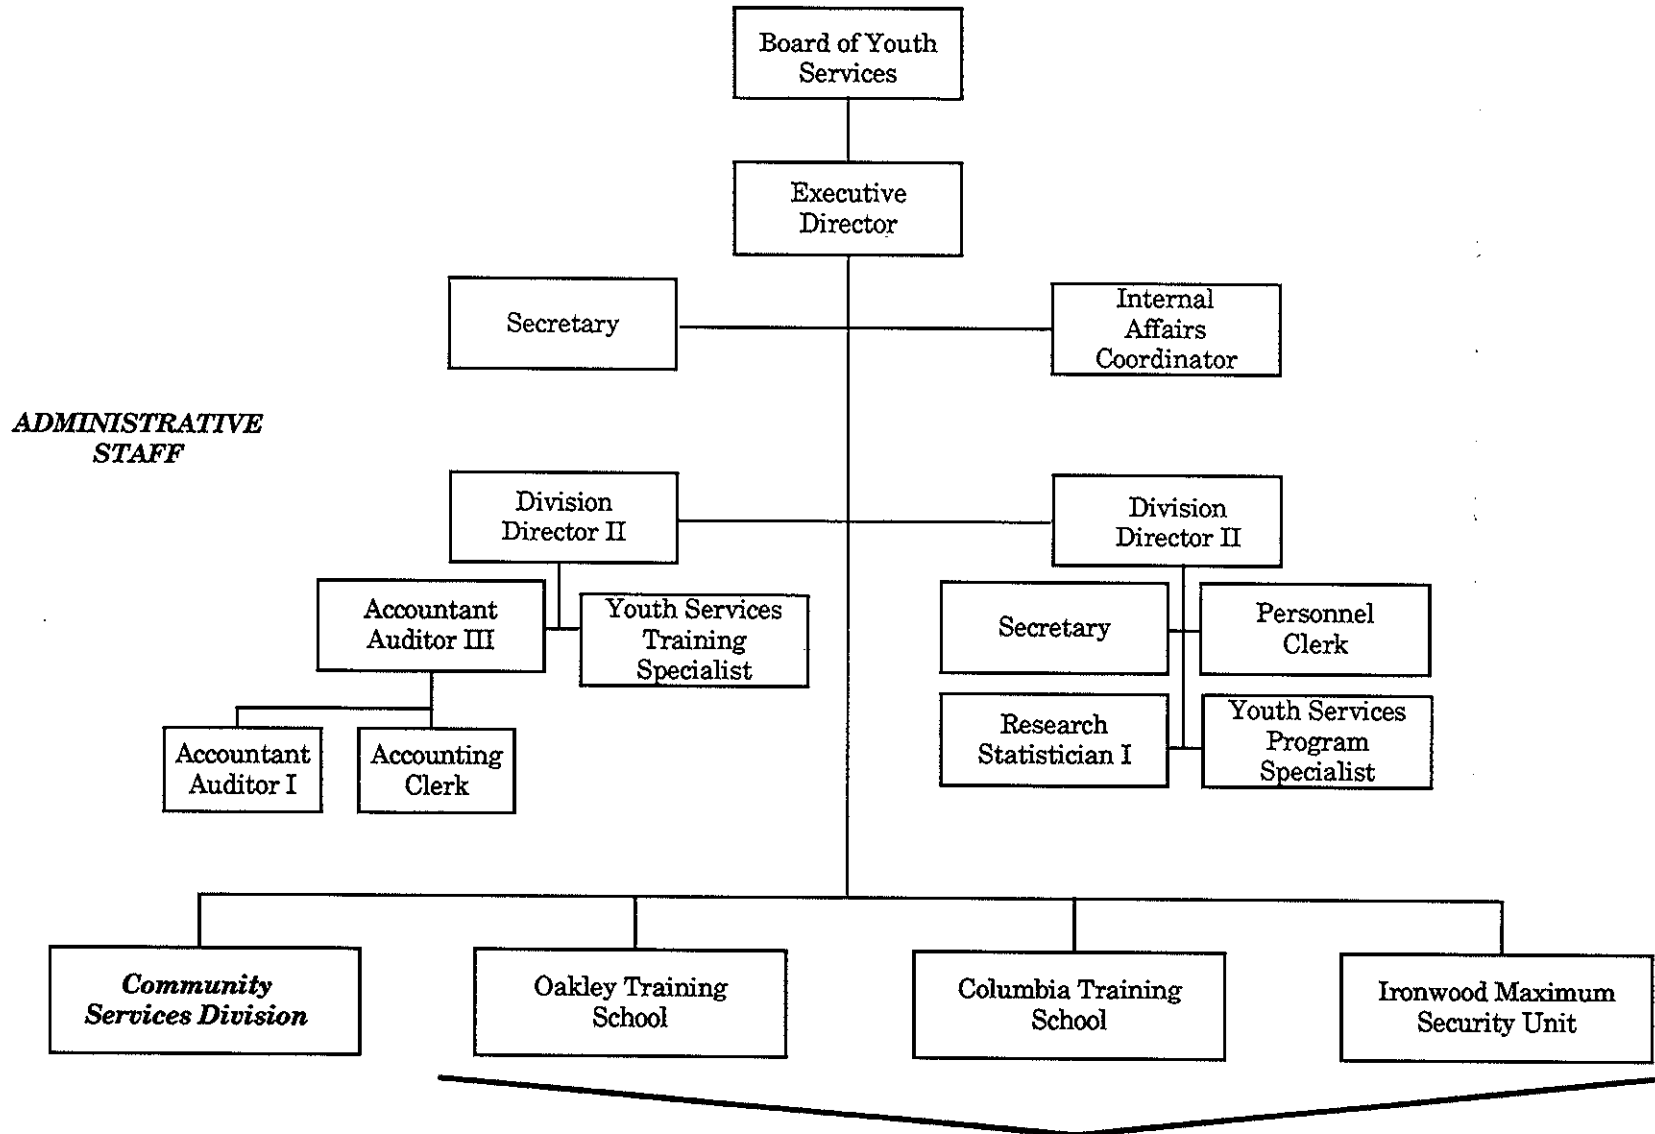 Board of Youth
Services
Executive
Director
Secretary
Internal
Affairs
Coordinator
ADMINISTRATIVE
STAFF
Division
Director II
Division
Director II
Accountant
Auditor III
Youth Services
Training
Specialist
Secretary
Personnel
Clerk
Accountant
Auditor I
Accounting
Clerk
Research
Statistician I
Youth Services
Program
Specialist
Community
Services Division
Oakley Training
School
Columbia Training
School
Ironwood Maximum
Security Unit